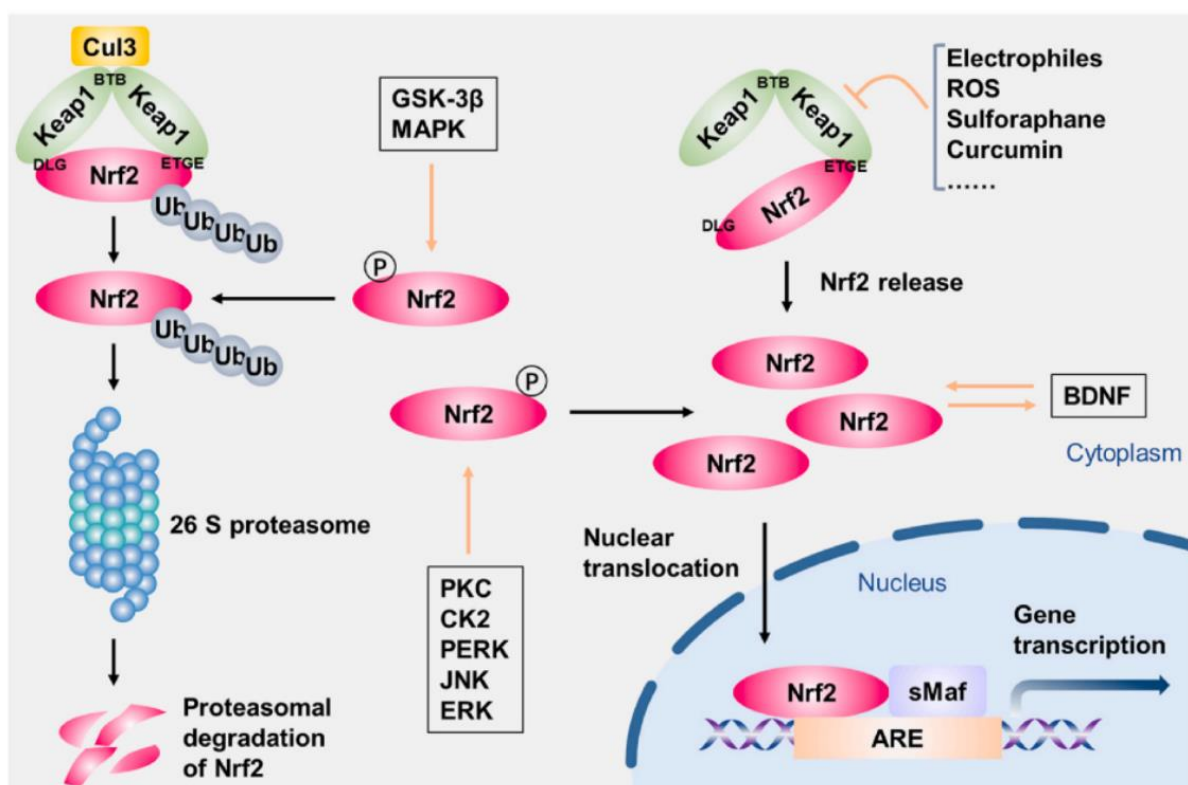 Cul3
BTB
Keap1
Keap1
DLG
ETGE
Nrf2
Ub
Ub
Ub
Ub
Nrf2
Ub
Ub
Ub
Ub
26 S proteasome
Proteasomal
degradation
of Nrf2
GSK-3β
MAPK
P
Nrf2
P
Nrf2
PKC
CK2
PERK
JNK
ERK
BTB
Keap1
Keap1
ETGE
DLG
Nrf2
Electrophiles
ROS
Sulforaphane
Curcumin
......
Nrf2 release
Nrf2
Nrf2
Nrf2
BDNF
Cytoplasm
Nuclear
translocation
Nucleus
Gene
transcription
Nrf2
sMaf
ARE